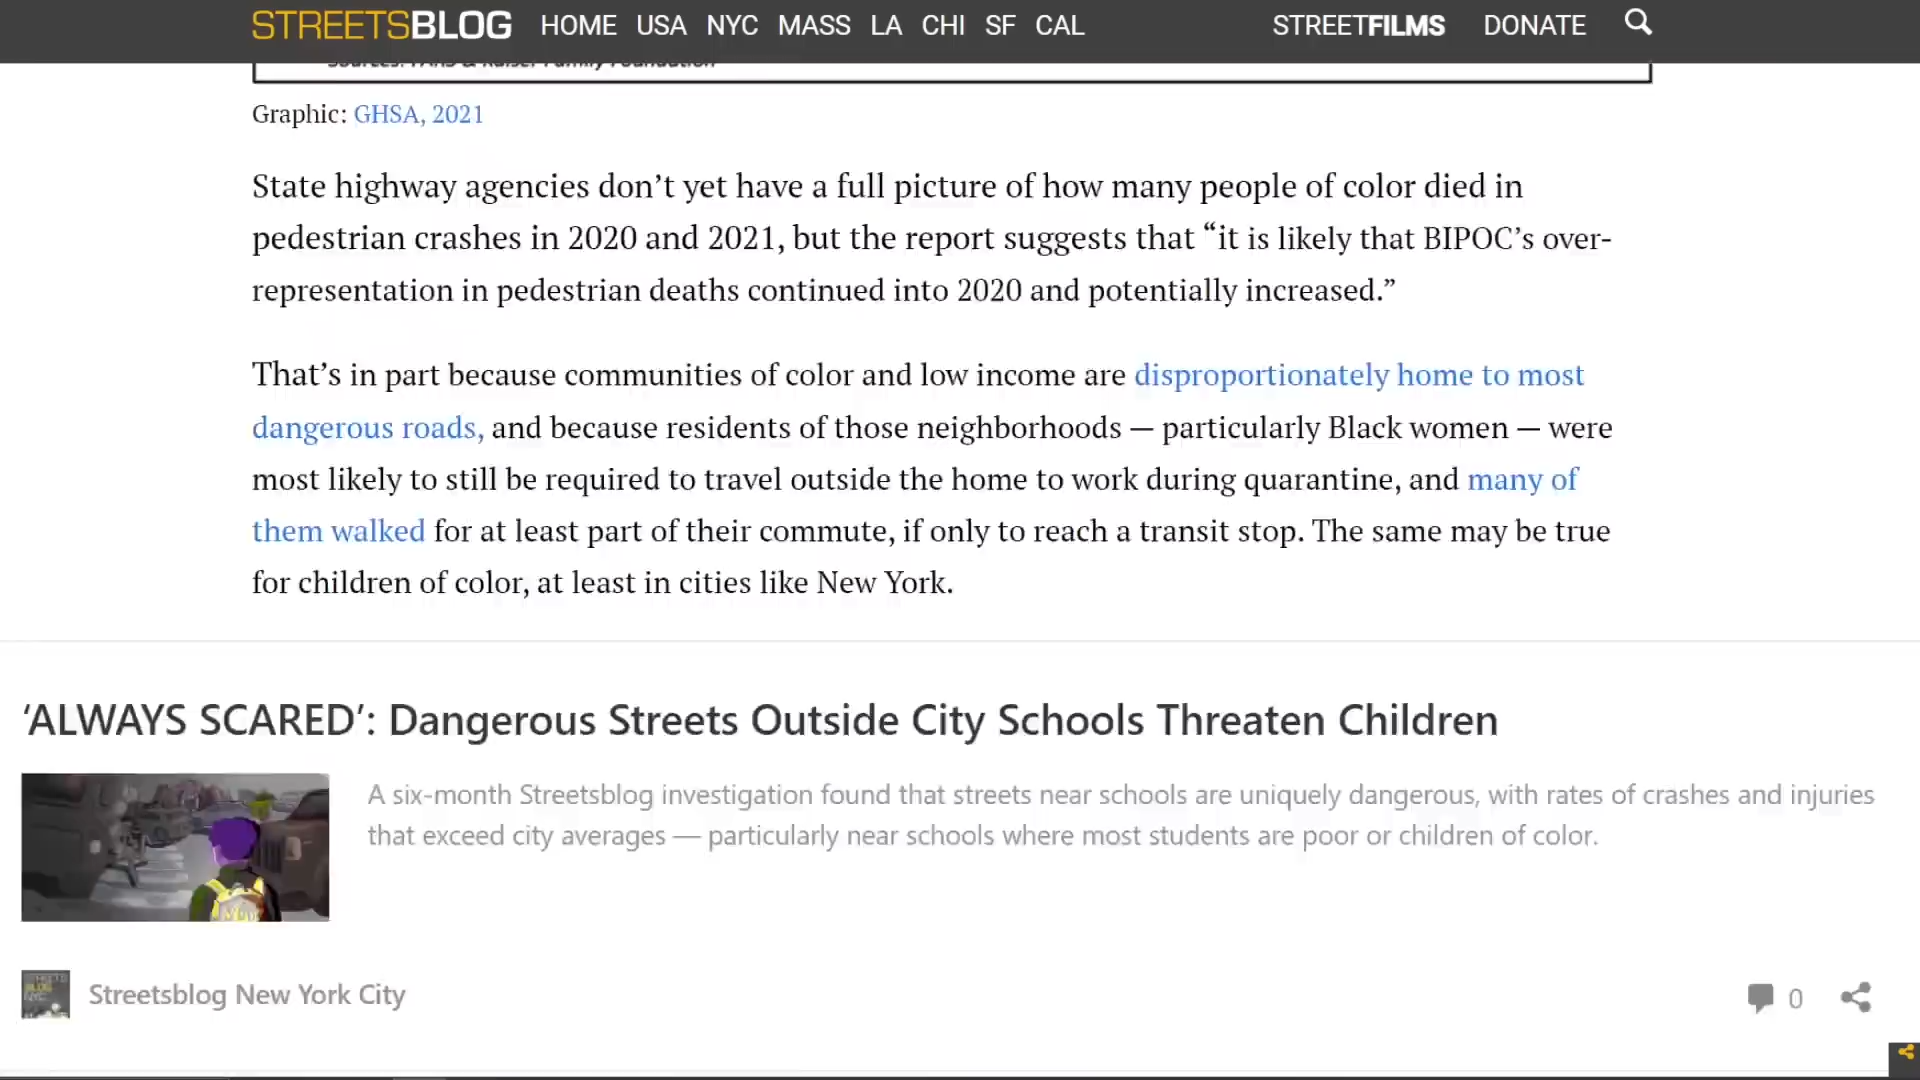 STREETSBLOG HOME USA NYC MASS LA CHI SF CAL STREETFILMS DONATE
Sources: FARS & Kaiser Family Foundation
Graphic: GHSA, 2021
State highway agencies don’t yet have a full picture of how many people of color died in
pedestrian crashes in 2020 and 2021, but the report suggests that “it is likely that BIPOC’s over-
representation in pedestrian deaths continued into 2020 and potentially increased.”
That’s in part because communities of color and low income are disproportionately home to most
dangerous roads, and because residents of those neighborhoods — particularly Black women — were
most likely to still be required to travel outside the home to work during quarantine, and many of
them walked for at least part of their commute, if only to reach a transit stop. The same may be true
for children of color, at least in cities like New York.
‘ALWAYS SCARED’: Dangerous Streets Outside City Schools Threaten Children
A six-month Streetsblog investigation found that streets near schools are uniquely dangerous, with rates of crashes and injuries
that exceed city averages — particularly near schools where most students are poor or children of color.
Streetsblog New York City
0